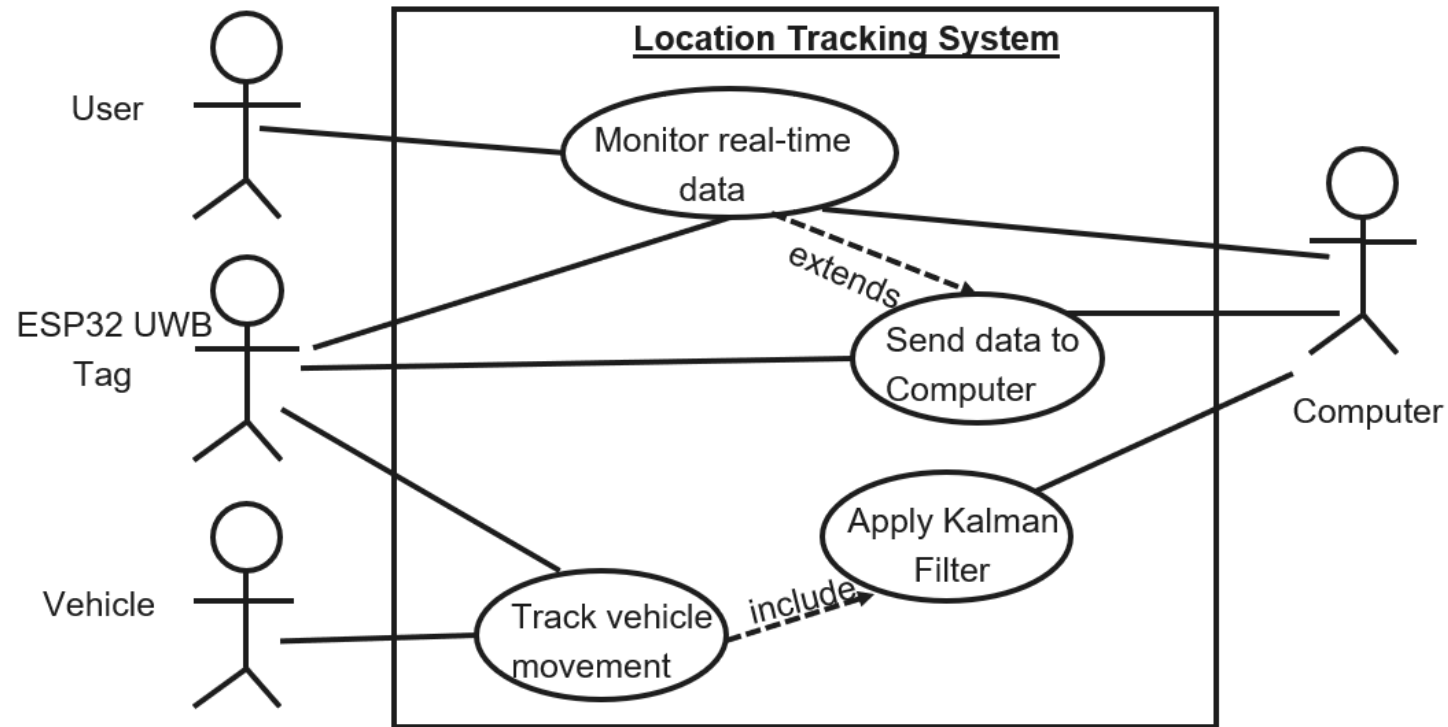 Location Tracking System
User
Monitor real-time
data
extends
ESP32 UWB
Tag
Send data to
Computer
Computer
Apply Kalman
Filter
Vehicle
Track vehicle
movement
include